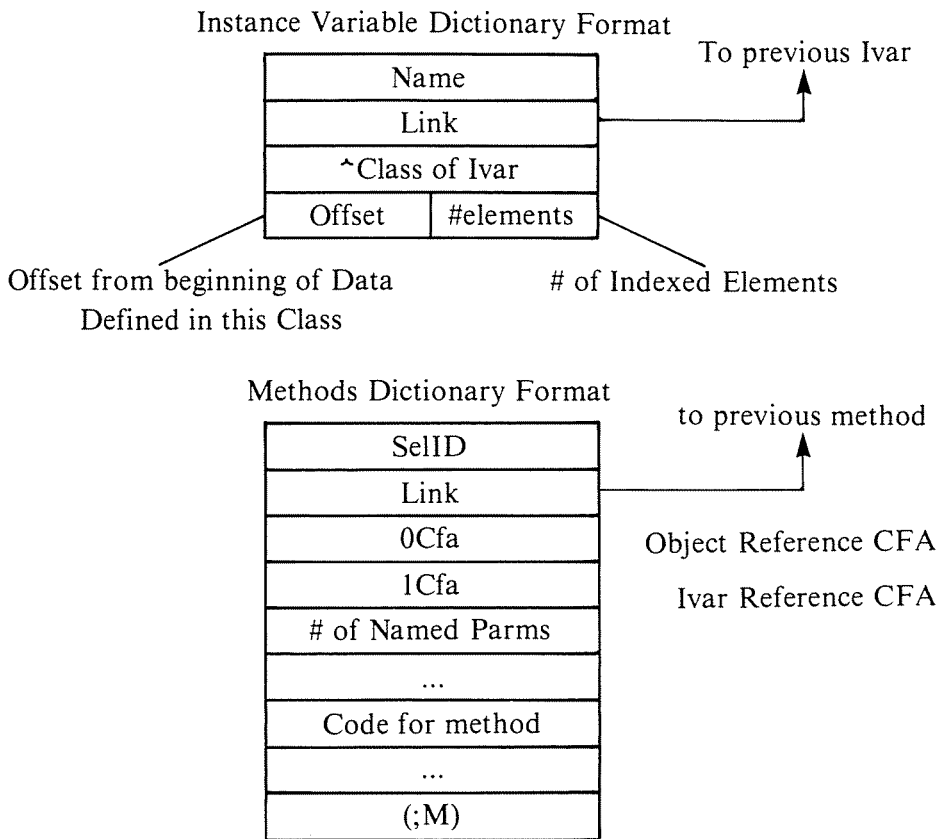 Instance Variable Dictionary Format
To previous Ivar
Name
Link
^Class of Ivar
Offset
#elements
Offset from beginning of Data
Defined in this Class
# of Indexed Elements
Methods Dictionary Format
to previous method
SelID
Link
0Cfa
Object Reference CFA
1Cfa
Ivar Reference CFA
# of Named Parms
...
Code for method
...
(;M)